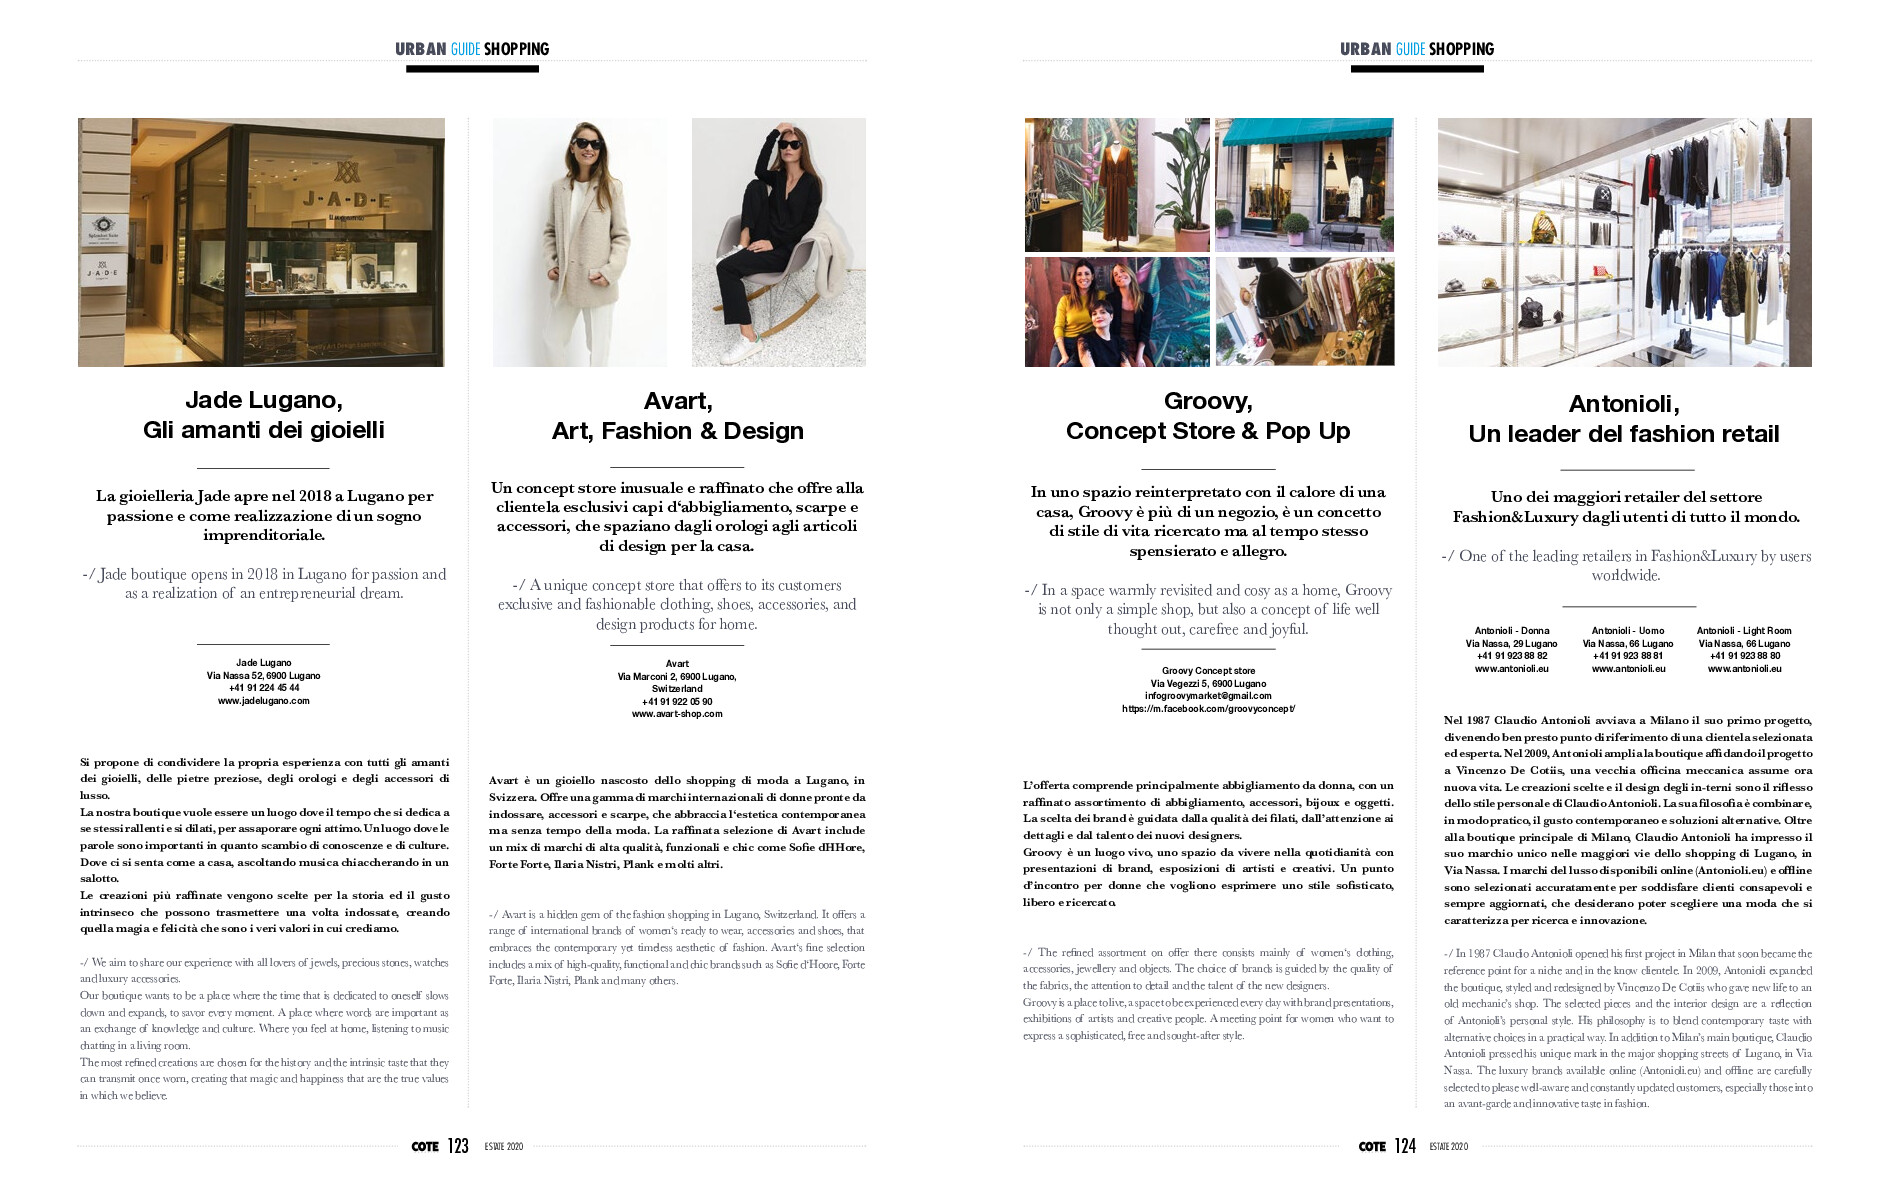 URBAN GUIDE SHOPPING
J·A·D·E
J·A·D·E
Jade Lugano,
Gli amanti dei gioielli
La gioielleria Jade apre nel 2018 a Lugano per
passione e come realizzazione di un sogno
imprenditoriale.
-/ Jade boutique opens in 2018 in Lugano for passion and
as a realization of an entrepreneurial dream.
Jade Lugano
Via Nassa 52, 6900 Lugano
+41 91 224 45 44
www.jadelugano.com
Si propone di condividere la propria esperienza con tutti gli amanti
dei gioielli, delle pietre preziose, degli orologi e degli accessori di
lusso.
La nostra boutique vuole essere un luogo dove il tempo che si dedica a
se stessi rallenti e si dilati, per assaporare ogni attimo. Un luogo dove le
parole sono importanti in quanto scambio di conoscenze e di culture.
Dove ci si senta come a casa, ascoltando musica chiaccherando in un
salotto.
Le creazioni più raffinate vengono scelte per la storia ed il gusto
intrinseco che possono trasmettere una volta indossate, creando
quella magia e felicità che sono i veri valori in cui crediamo.
-/ We aim to share our experience with all lovers of jewels, precious stones, watches
and luxury accessories.
Our boutique wants to be a place where the time that is dedicated to oneself slows
down and expands, to savor every moment. A place where words are important as
an exchange of knowledge and culture. Where you feel at home, listening to music
chatting in a living room.
The most refined creations are chosen for the history and the intrinsic taste that they
can transmit once worn, creating that magic and happiness that are the true values
in which we believe.
Avart,
Art, Fashion & Design
Un concept store inusuale e raffinato che offre alla
clientela esclusivi capi d‘abbigliamento, scarpe e
accessori, che spaziano dagli orologi agli articoli
di design per la casa.
-/ A unique concept store that offers to its customers
exclusive and fashionable clothing, shoes, accessories, and
design products for home.
Avart
Via Marconi 2, 6900 Lugano,
Switzerland
+41 91 922 05 90
www.avart-shop.com
Avart è un gioiello nascosto dello shopping di moda a Lugano, in
Svizzera. Offre una gamma di marchi internazionali di donne pronte da
indossare, accessori e scarpe, che abbraccia l‘estetica contemporanea
ma senza tempo della moda. La raffinata selezione di Avart include
un mix di marchi di alta qualità, funzionali e chic come Sofie dHHore,
Forte Forte, Ilaria Nistri, Plank e molti altri.
-/ Avart is a hidden gem of the fashion shopping in Lugano, Switzerland. It offers a
range of international brands of women‘s ready to wear, accessories and shoes, that
embraces the contemporary yet timeless aesthetic of fashion. Avart‘s fine selection
includes a mix of high-quality, functional and chic brands such as Sofie d‘Hoore, Forte
Forte, Ilaria Nistri, Plank and many others.
COTE 123 ESTATE 2020
URBAN GUIDE SHOPPING
Groovy,
Concept Store & Pop Up
In uno spazio reinterpretato con il calore di una
casa, Groovy è più di un negozio, è un concetto
di stile di vita ricercato ma al tempo stesso
spensierato e allegro.
-/ In a space warmly revisited and cosy as a home, Groovy
is not only a simple shop, but also a concept of life well
thought out, carefree and joyful.
Groovy Concept store
Via Vegezzi 5, 6900 Lugano
infogroovymarket@gmail.com
https://m.facebook.com/groovyconcept/
L’offerta comprende principalmente abbigliamento da donna, con un
raffinato assortimento di abbigliamento, accessori, bijoux e oggetti.
La scelta dei brand è guidata dalla qualità dei filati, dall’attenzione ai
dettagli e dal talento dei nuovi designers.
Groovy è un luogo vivo, uno spazio da vivere nella quotidianità con
presentazioni di brand, esposizioni di artisti e creativi. Un punto
d’incontro per donne che vogliono esprimere uno stile sofisticato,
libero e ricercato.
-/ The refined assortment on offer there consists mainly of women‘s clothing,
accessories, jewellery and objects. The choice of brands is guided by the quality of
the fabrics, the attention to detail and the talent of the new designers.
Groovy is a place to live, a space to be experienced every day with brand presentations,
exhibitions of artists and creative people. A meeting point for women who want to
express a sophisticated, free and sought-after style.
Antonioli,
Un leader del fashion retail
Uno dei maggiori retailer del settore
Fashion&Luxury dagli utenti di tutto il mondo.
-/ One of the leading retailers in Fashion&Luxury by users
worldwide.
Antonioli - Donna
Via Nassa, 29 Lugano
+41 91 923 88 82
www.antonioli.eu
Antonioli - Uomo
Via Nassa, 66 Lugano
+41 91 923 88 81
www.antonioli.eu
Antonioli - Light Room
Via Nassa, 66 Lugano
+41 91 923 88 80
www.antonioli.eu
Nel 1987 Claudio Antonioli avviava a Milano il suo primo progetto,
divenendo ben presto punto di riferimento di una clientela selezionata
ed esperta. Nel 2009, Antonioli amplia la boutique affidando il progetto
a Vincenzo De Cotiis, una vecchia officina meccanica assume ora
nuova vita. Le creazioni scelte e il design degli in-terni sono il riflesso
dello stile personale di Claudio Antonioli. La sua filosofia è combinare,
in modo pratico, il gusto contemporaneo e soluzioni alternative. Oltre
alla boutique principale di Milano, Claudio Antonioli ha impresso il
suo marchio unico nelle maggiori vie dello shopping di Lugano, in
Via Nassa. I marchi del lusso disponibili online (Antonioli.eu) e offline
sono selezionati accuratamente per soddisfare clienti consapevoli e
sempre aggiornati, che desiderano poter scegliere una moda che si
caratterizza per ricerca e innovazione.
-/ In 1987 Claudio Antonioli opened his first project in Milan that soon became the
reference point for a niche and in the know clientele. In 2009, Antonioli expanded
the boutique, styled and redesigned by Vincenzo De Cotiis who gave new life to an
old mechanic’s shop. The selected pieces and the interior design are a reflection
of Antonioli’s personal style. His philosophy is to blend contemporary taste with
alternative choices in a practical way. In addition to Milan’s main boutique, Claudio
Antonioli pressed his unique mark in the major shopping streets of Lugano, in Via
Nassa. The luxury brands available online (Antonioli.eu) and offline are carefully
selected to please well-aware and constantly updated customers, especially those into
an avant-garde and innovative taste in fashion.
COTE 124 ESTATE 2020